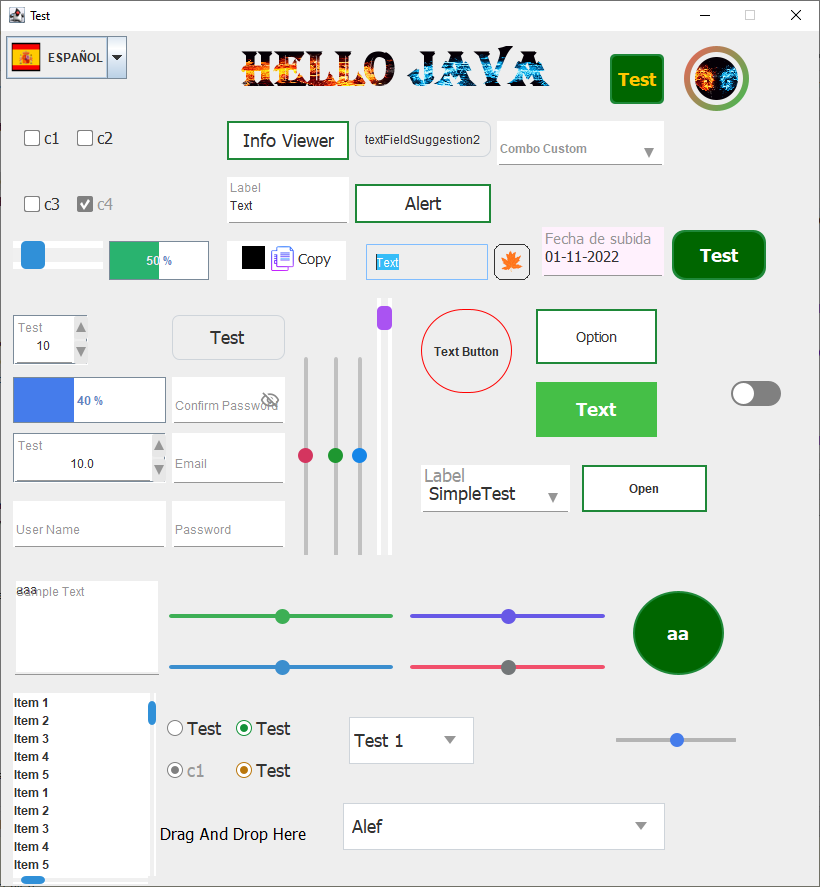 Test
ESPAÑOL
HELLO JAVA
Test
c1
c2
Info Viewer
textFieldSuggestion2
Combo Custom
c3
c4
Label
Text
Alert
50 %
Copy
Text
Fecha de subida
01-11-2022
Test
Test
10
Test
Text Button
Option
40 %
Confirm Password
Text
Test
10.0
Email
Label
SimpleTest
Open
User Name
Password
Sample Text
aaa
aa
Item 1
Item 2
Item 3
Item 4
Item 5
Item 1
Item 2
Item 3
Item 4
Item 5
Test
Test
c1
Test
Test 1
Drag And Drop Here
Alef